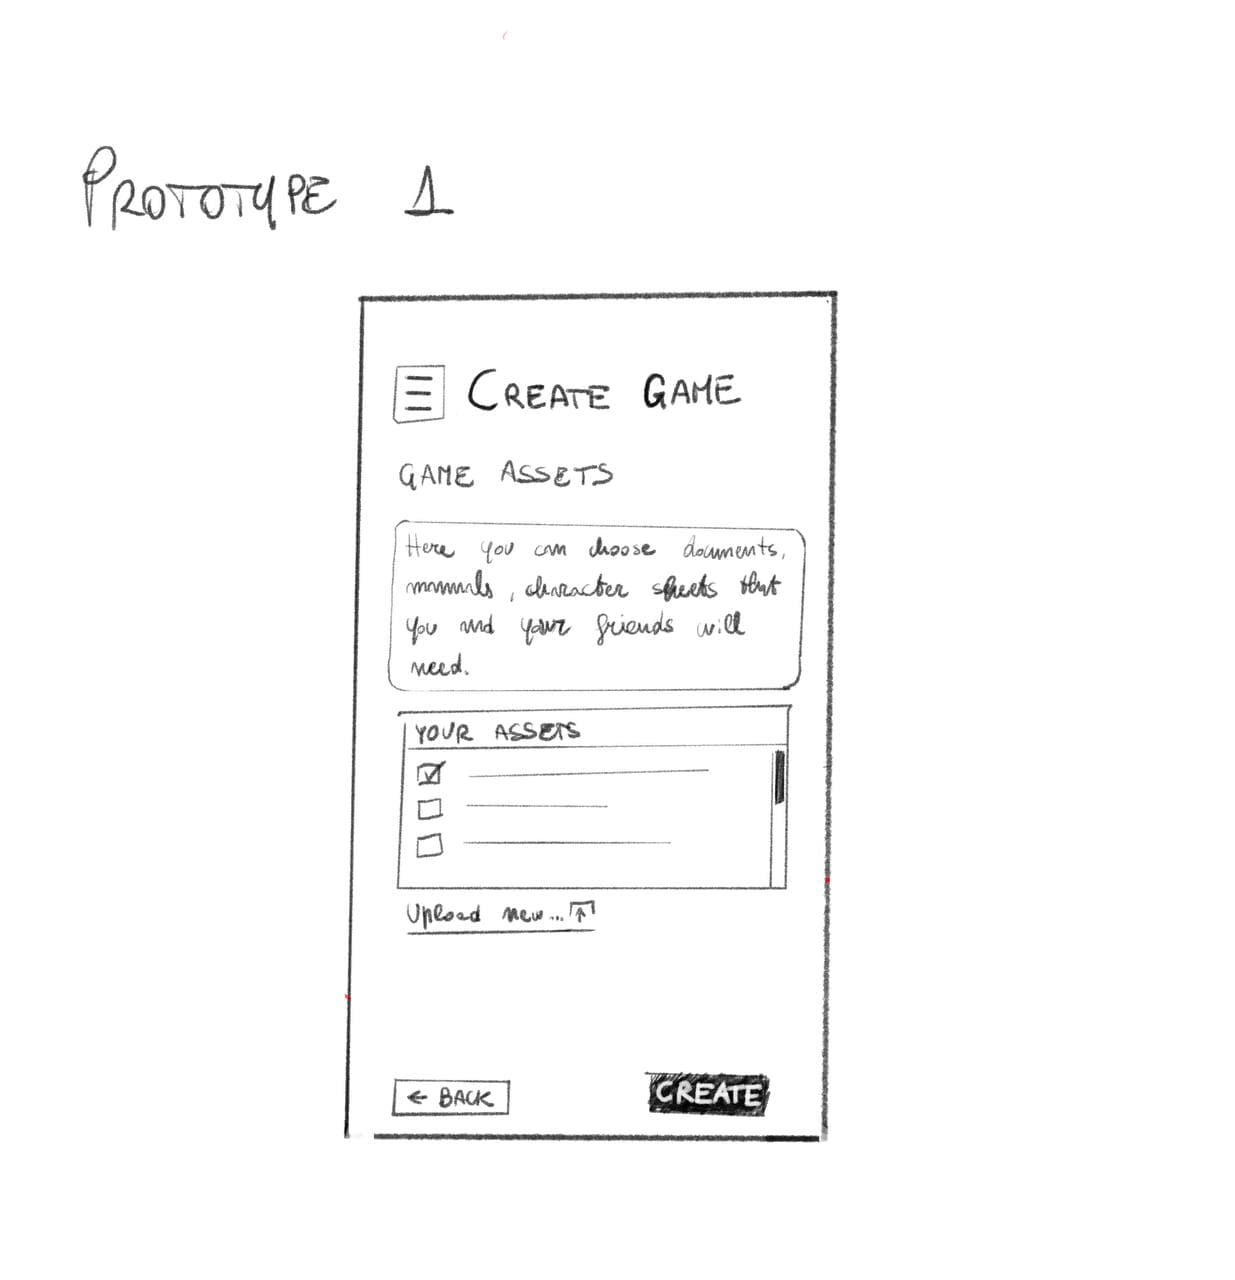 PROTOTYPE 1
CREATE GAME
GAME ASSETS
Here you can choose documents,
manuals, character sheets that
you and your friends will
need.
YOUR ASSETS
Upload new...
← BACK
CREATE